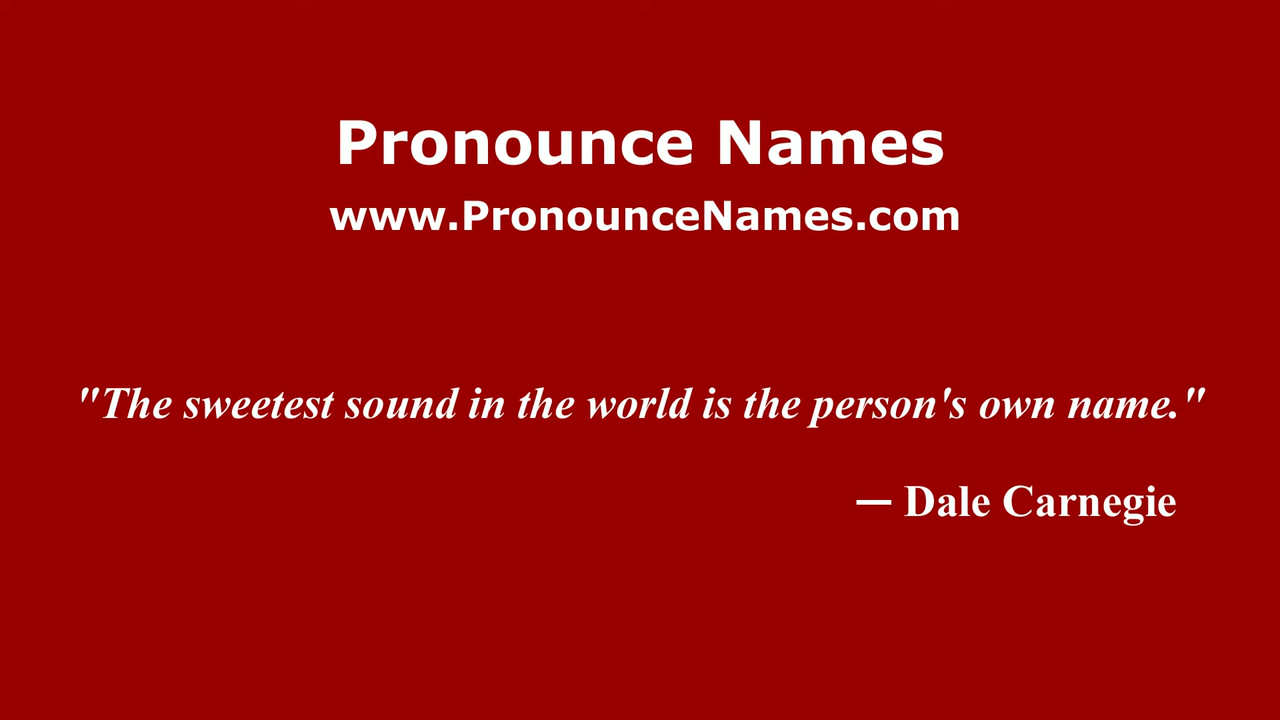 Pronounce Names
www.PronounceNames.com
"The sweetest sound in the world is the person's own name."
— Dale Carnegie